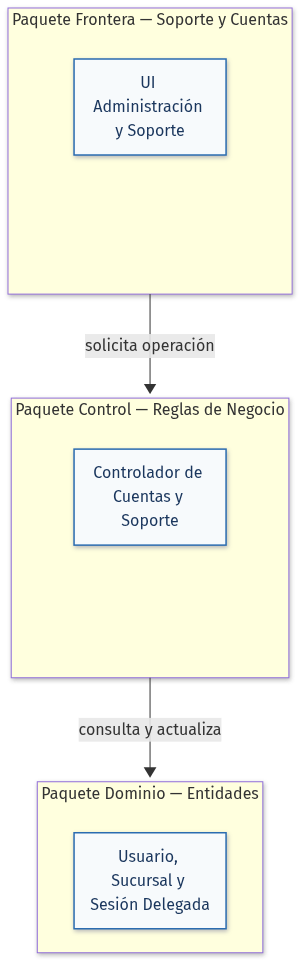 Paquete Frontera — Soporte y Cuentas
UI
Administración
y Soporte
solicita operación
Paquete Control — Reglas de Negocio
Controlador de
Cuentas y
Soporte
consulta y actualiza
Paquete Dominio — Entidades
Usuario,
Sucursal y
Sesión Delegada